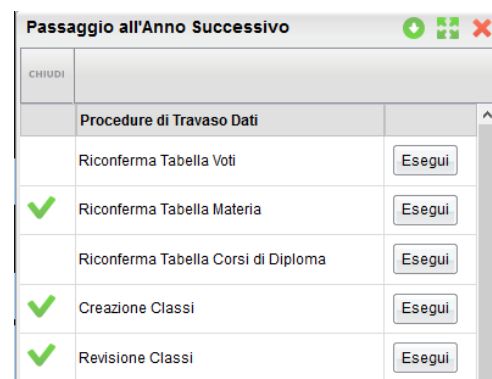 Passaggio all'Anno Successivo
CHIUDI
Procedure di Travaso Dati
Riconferma Tabella Voti Esegui
Riconferma Tabella Materia Esegui
Riconferma Tabella Corsi di Diploma Esegui
Creazione Classi Esegui
Revisione Classi Esegui